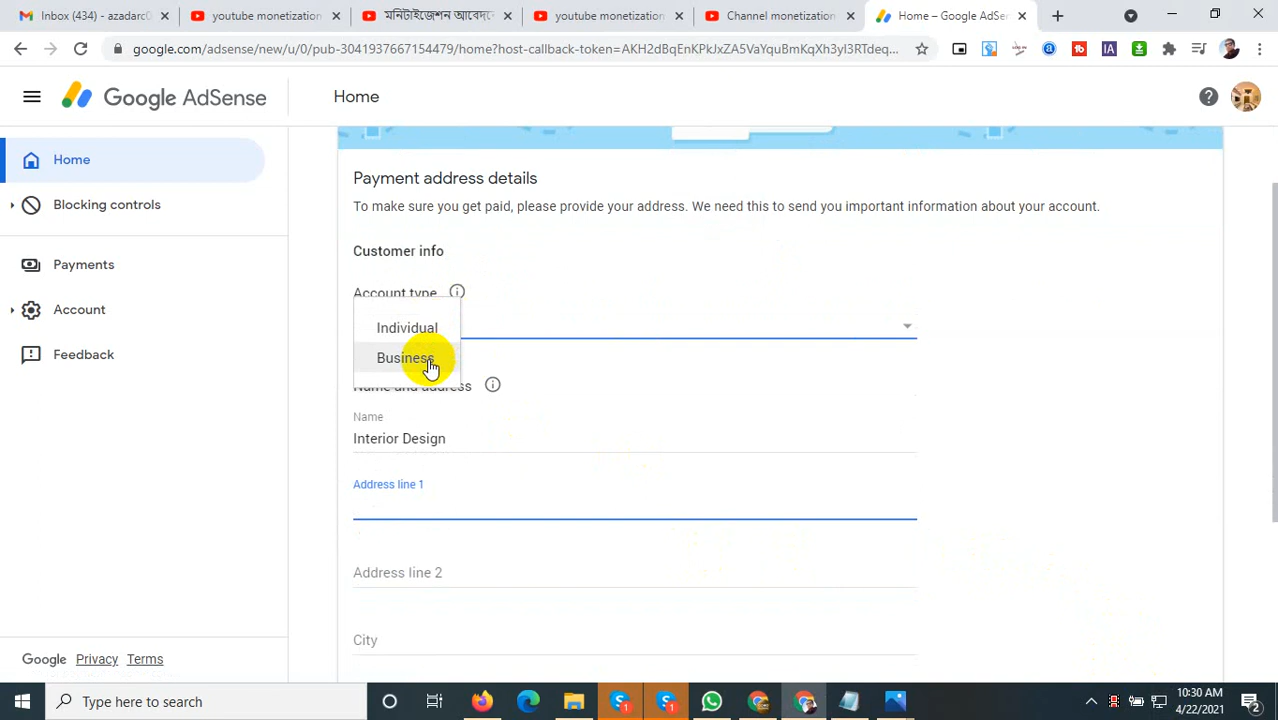 Inbox (434) - azadarc0
youtube monetization
মনিটাইজেশন আবেদনে
youtube monetization
Channel monetization
Home – Google AdSe
google.com/adsense/new/u/0/pub-3041937667154479/home?host-callback-token=AKH2dBqEnKPkJxZA5VaYquBmKqXh3yl3RTdeq...
Google AdSense
Home
Home
Blocking controls
Payments
Account
Feedback
Payment address details
To make sure you get paid, please provide your address. We need this to send you important information about your account.
Customer info
Account type
Individual
Business
Name and address
Name
Interior Design
Address line 1
Address line 2
City
Google Privacy Terms
Type here to search
10:30 AM
4/22/2021